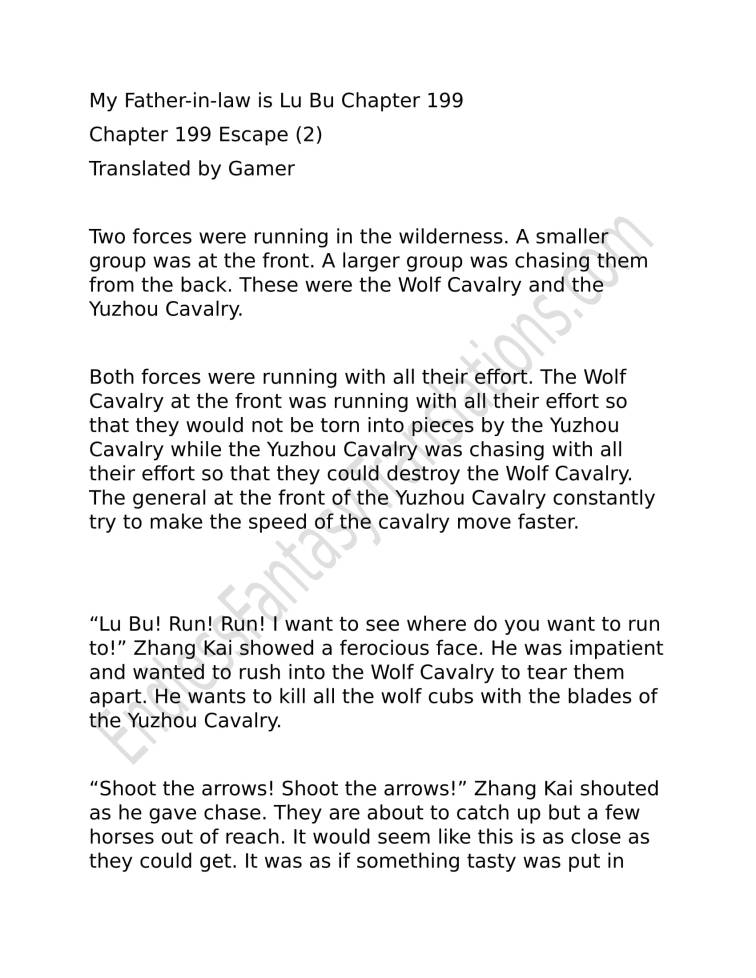 My Father-in-law is Lu Bu Chapter 199
Chapter 199 Escape (2)
Translated by Gamer
Two forces were running in the wilderness. A smaller
group was at the front. A larger group was chasing them
from the back. These were the Wolf Cavalry and the
Yuzhou Cavalry.
Both forces were running with all their effort. The Wolf
Cavalry at the front was running with all their effort so
that they would not be torn into pieces by the Yuzhou
Cavalry while the Yuzhou Cavalry was chasing with all
their effort so that they could destroy the Wolf Cavalry.
The general at the front of the Yuzhou Cavalry constantly
try to make the speed of the cavalry move faster.
“Lu Bu! Run! Run! I want to see where do you want to run
to!” Zhang Kai showed a ferocious face. He was impatient
and wanted to rush into the Wolf Cavalry to tear them
apart. He wants to kill all the wolf cubs with the blades of
the Yuzhou Cavalry.
“Shoot the arrows! Shoot the arrows!” Zhang Kai shouted
as he gave chase. They are about to catch up but a few
horses out of reach. It would seem like this is as close as
they could get. It was as if something tasty was put in
EndlessFantasyTranslations.com